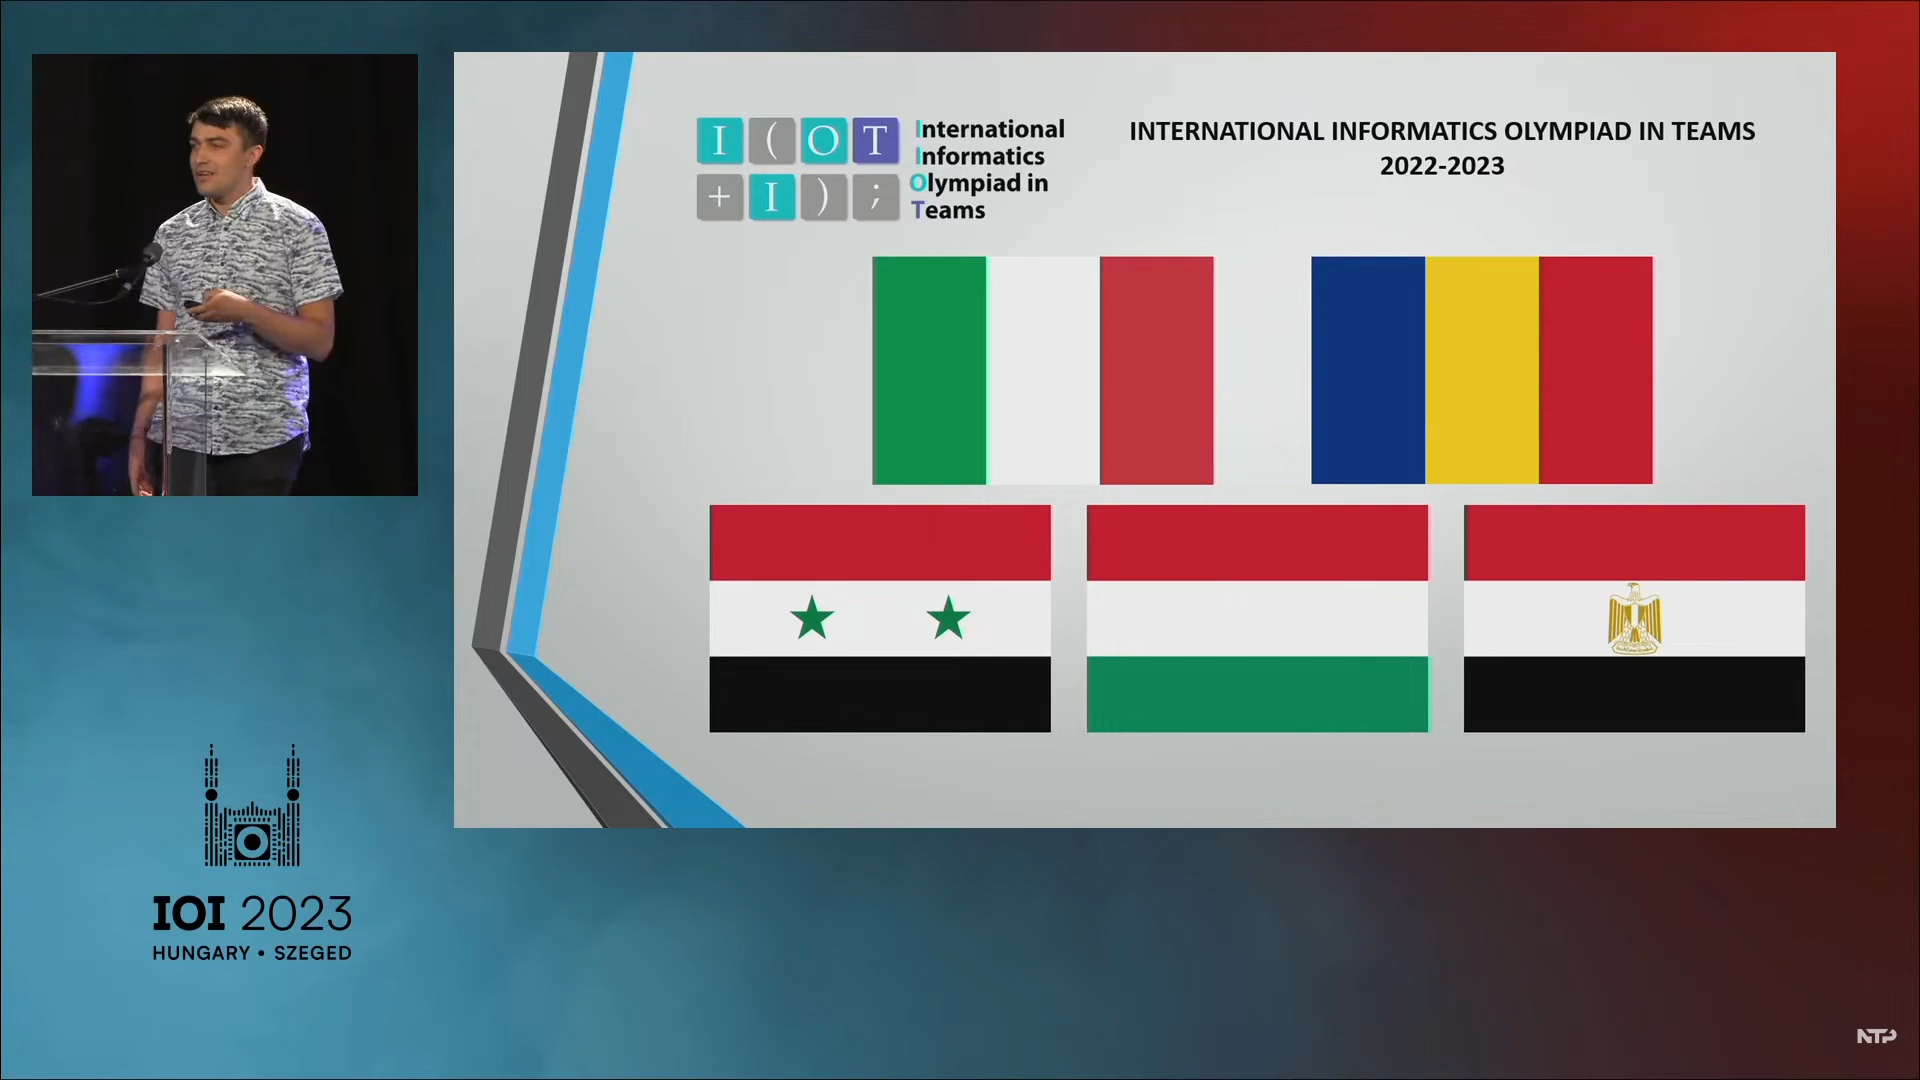 I ( O T
+ I ) ;
International
Informatics
Olympiad in
Teams
INTERNATIONAL INFORMATICS OLYMPIAD IN TEAMS
2022-2023
IOI 2023
HUNGARY • SZEGED
NTP